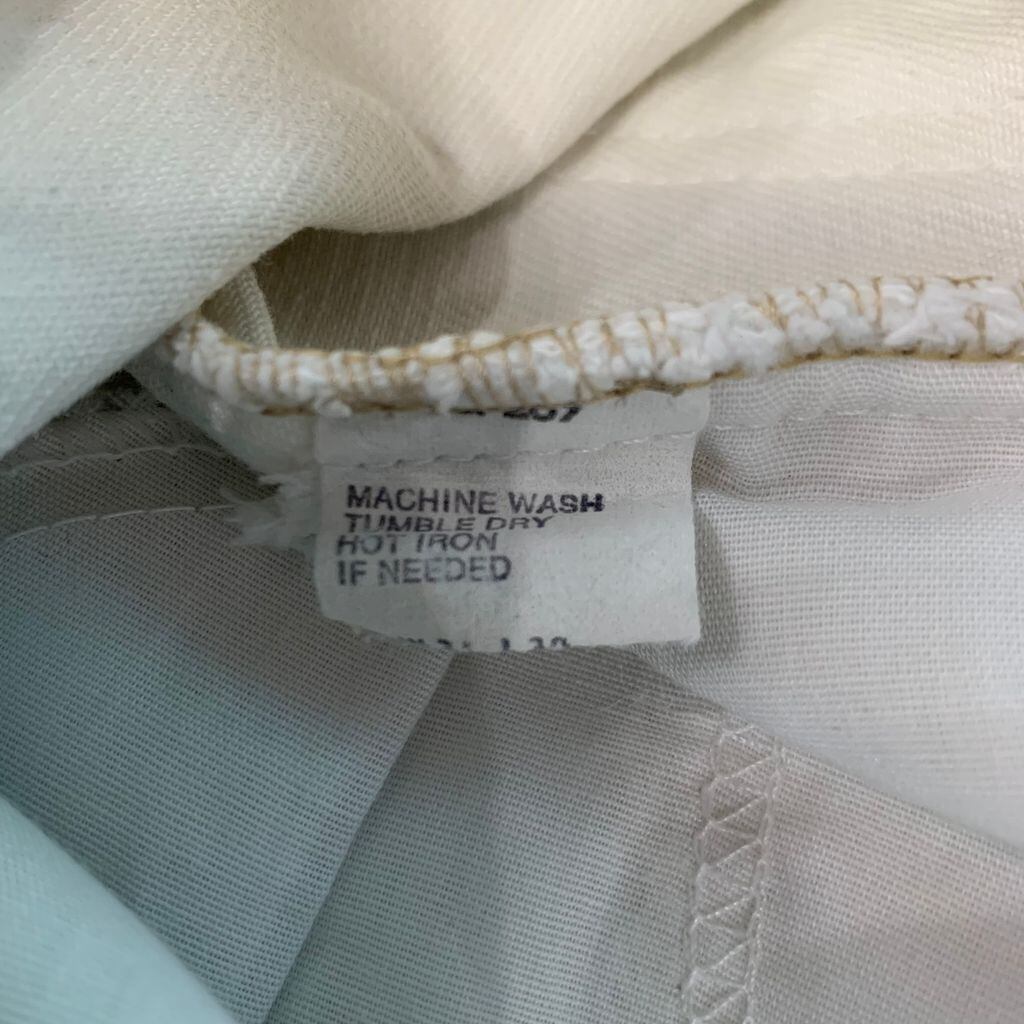 MACHINE WASH
TUMBLE DRY
HOT IRON
IF NEEDED